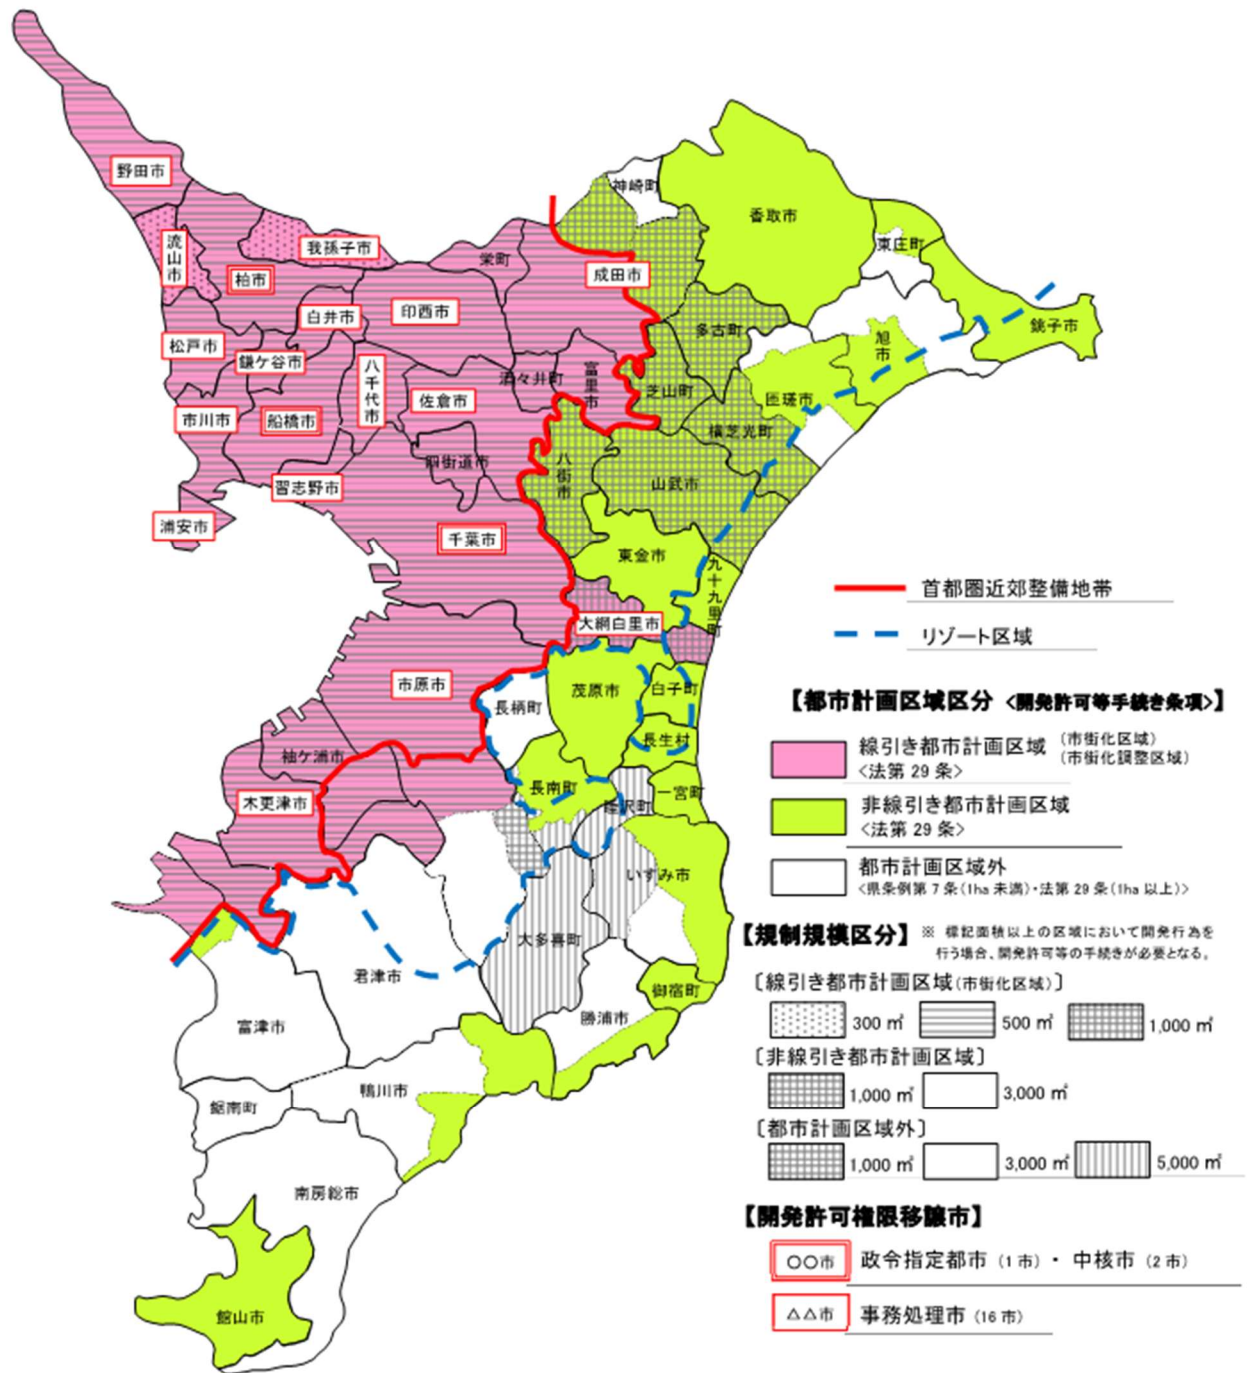 野田市
神崎町
香取市
流山市
我孫子市
栄町
東庄町
柏市
成田市
白井市
印西市
多古町
旭市
銚子市
松戸市
鎌ケ谷市
八千代市
酒々井町
富里市
芝山町
匝瑳市
市川市
船橋市
佐倉市
横芝光町
四街道市
八街市
山武市
習志野市
浦安市
千葉市
東金市
九十九里町
大網白里市
市原市
長柄町
茂原市
白子町
長生村
袖ケ浦市
長南町
睦沢町
一宮町
木更津市
いすみ市
大多喜町
君津市
御宿町
富津市
勝浦市
鴨川市
鋸南町
南房総市
館山市
首都圏近郊整備地帯
リゾート区域
【都市計画区域区分 <開発許可等手続き条項>】
線引き都市計画区域 (市街化区域)
(市街化調整区域)
<法第 29 条>
非線引き都市計画区域
<法第 29 条>
都市計画区域外
<県条例第 7 条(1ha 未満)・法第 29 条(1ha 以上)>
【規制規模区分】 ※ 標記面積以上の区域において開発行為を
行う場合、開発許可等の手続きが必要となる。
〔線引き都市計画区域(市街化区域)〕
300 ㎡ 500 ㎡ 1,000 ㎡
〔非線引き都市計画区域〕
1,000 ㎡ 3,000 ㎡
〔都市計画区域外〕
1,000 ㎡ 3,000 ㎡ 5,000 ㎡
【開発許可権限移譲市】
○○市 政令指定都市 (1 市) ・ 中核市 (2 市)
△△市 事務処理市 (16 市)